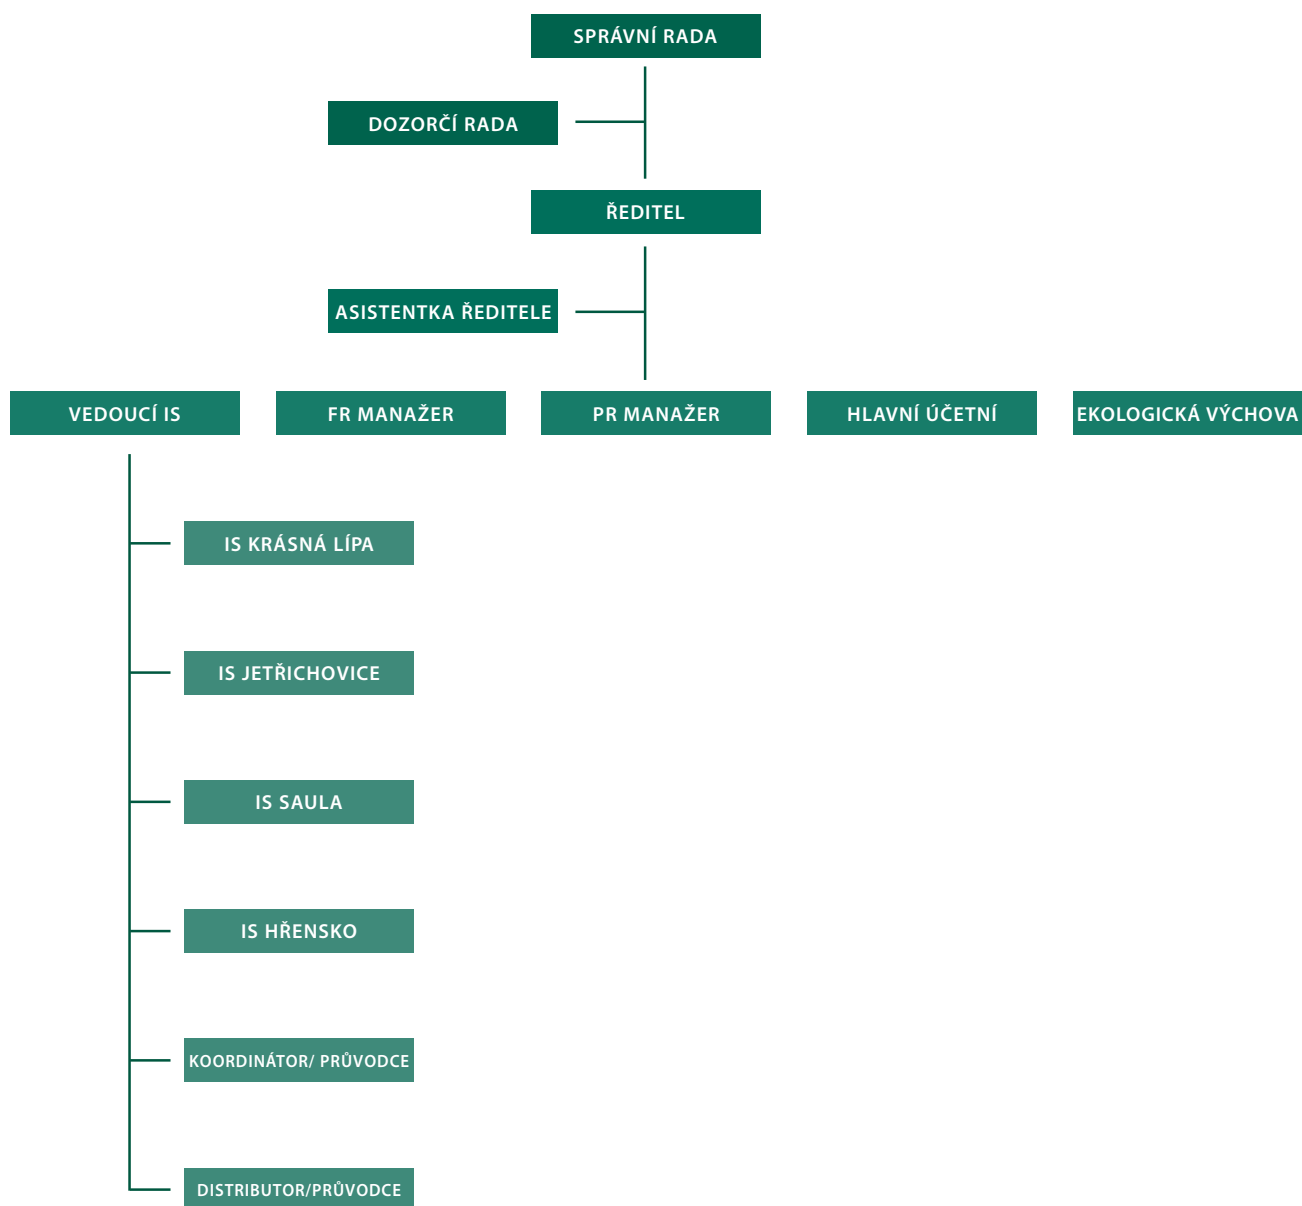 SPRÁVNÍ RADA
DOZORČÍ RADA
ŘEDITEL
ASISTENTKA ŘEDITELE
VEDOUCÍ IS
FR MANAŽER
PR MANAŽER
HLAVNÍ ÚČETNÍ
EKOLOGICKÁ VÝCHOVA
IS KRÁSNÁ LÍPA
IS JETŘICHOVICE
IS SAULA
IS HŘENSKO
KOORDINÁTOR/ PRŮVODCE
DISTRIBUTOR/PRŮVODCE